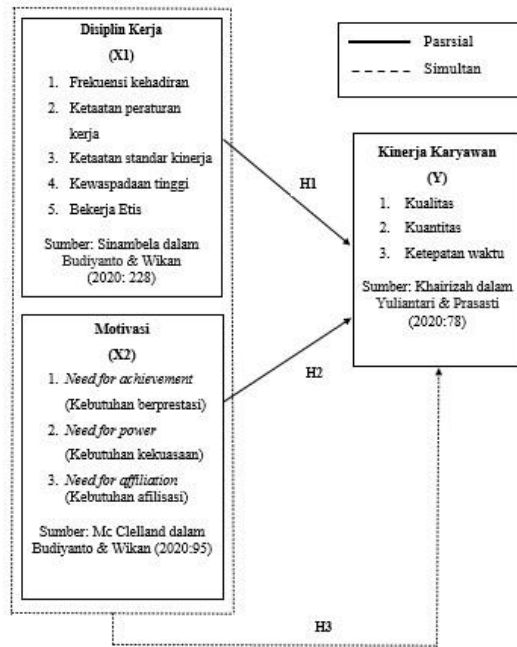 Disiplin Kerja
(X1)
1. Frekuensi kehadiran
2. Ketaatan peraturan
kerja
3. Ketaatan standar kinerja
4. Kewaspadaan tinggi
5. Bekerja Etis
Sumber: Sinambela dalam
Budiyanto & Wikan
(2020: 228)
Motivasi
(X2)
1. Need for achievement
(Kebutuhan berprestasi)
2. Need for power
(Kebutuhan kekuasaan)
3. Need for affiliation
(Kebutuhan afilisasi)
Sumber: Mc Clelland dalam
Budiyanto & Wikan (2020:95)
H1
H2
H3
Pasrsial
Simultan
Kinerja Karyawan
(Y)
1. Kualitas
2. Kuantitas
3. Ketepatan waktu
Sumber: Khairizah dalam
Yuliantari & Prasasti
(2020:78)